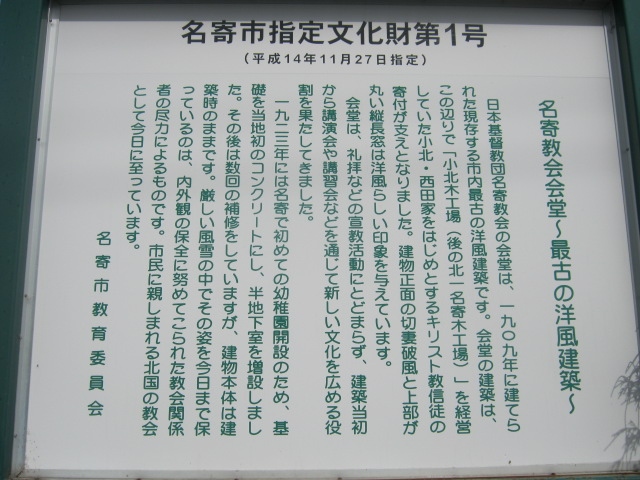 名寄市指定文化財第1号
(平成14年11月27日指定)
名寄教会会堂～最古の洋風建築～
日本基督教団名寄教会の会堂は、一九〇九年に建てら
れた現存する市内最古の洋風建築です。会堂の建築は、
この辺りで「小北木工場(後の北一名寄木工場)」を経営
していた小北・西田家をはじめとするキリスト教信徒の
寄付が支えとなりました。建物正面の切妻破風と上部が
丸い縦長窓は洋風らしい印象を与えています。
会堂は、礼拝などの宣教活動にとどまらず、建築当初
から講演会や講習会などを通じて新しい文化を広める役
割を果たしてきました。
一九二三年には名寄で初めての幼稚園開設のため、基
礎を当地初のコンクリートにし、半地下室を増設しまし
た。その後は数回の補修をしていますが、建物本体は建
築時のままです。厳しい風雪の中でその姿を今日まで保
っているのは、内外観の保全に努めてこられた教会関係
者の尽力によるものです。市民に親しまれる北国の教会
として今日に至っています。
名寄市教育委員会